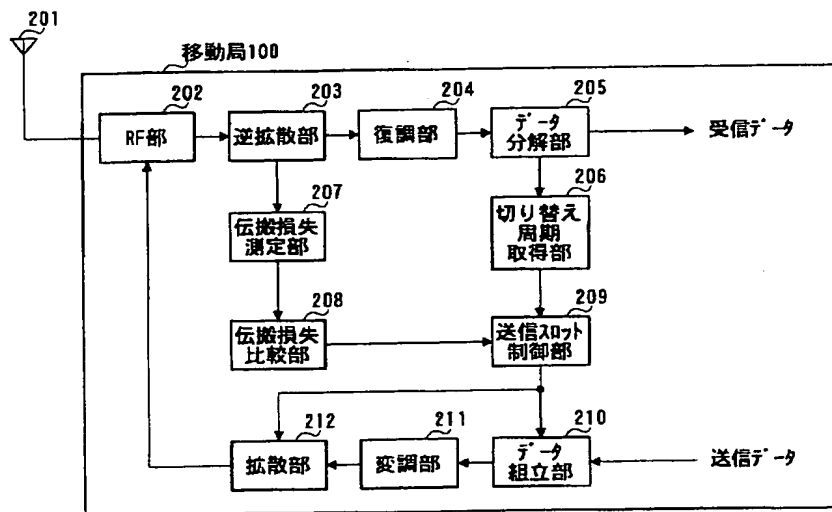 201
移動局100
202
RF部
203
逆拡散部
204
復調部
205
データ
分解部
受信データ
206
切り替え
周期
取得部
207
伝搬損失
測定部
208
伝搬損失
比較部
209
送信スロット
制御部
212
拡散部
211
変調部
210
データ
組立部
送信データ